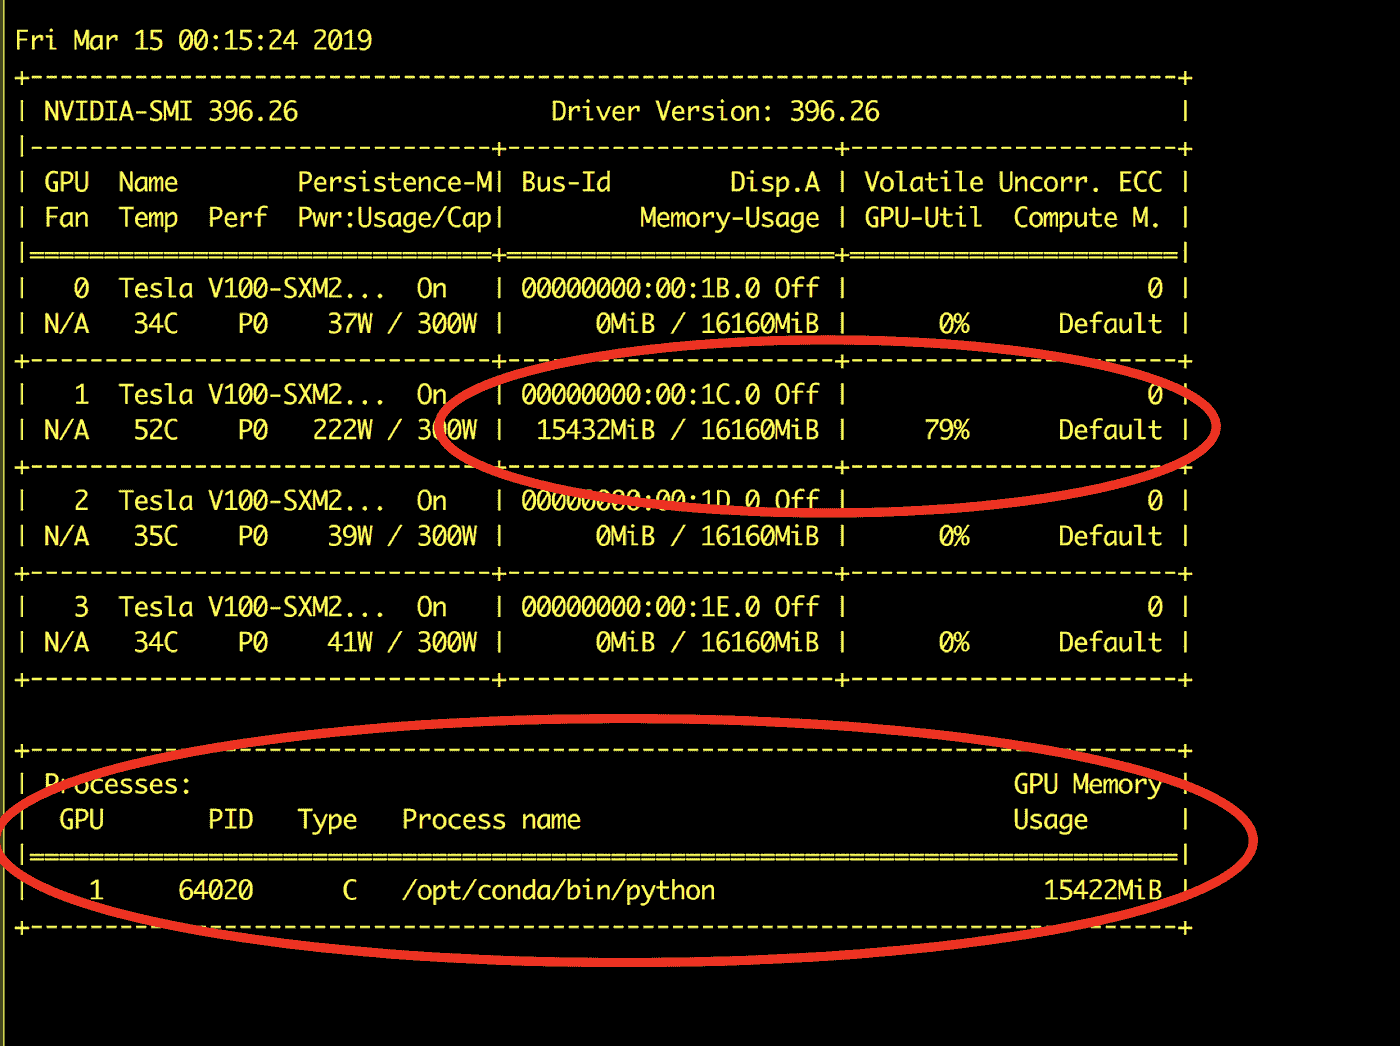 Fri Mar 15 00:15:24 2019
+-----------------------------------------------------------------------------+
| NVIDIA-SMI 396.26                 Driver Version: 396.26                    |
|-------------------------------+----------------------+----------------------+
| GPU  Name        Persistence-M| Bus-Id        Disp.A | Volatile Uncorr. ECC |
| Fan  Temp  Perf  Pwr:Usage/Cap|         Memory-Usage | GPU-Util  Compute M. |
|===============================+======================+======================|
|   0  Tesla V100-SXM2...  On   | 00000000:00:1B.0 Off |                    0 |
| N/A   34C    P0    37W / 300W |      0MiB / 16160MiB |      0%      Default |
+-------------------------------+----------------------+----------------------+
|   1  Tesla V100-SXM2...  On   | 00000000:00:1C.0 Off |                    0 |
| N/A   52C    P0   222W / 300W |  15432MiB / 16160MiB |     79%      Default |
+-------------------------------+----------------------+----------------------+
|   2  Tesla V100-SXM2...  On   | 00000000:00:1D.0 Off |                    0 |
| N/A   35C    P0    39W / 300W |      0MiB / 16160MiB |      0%      Default |
+-------------------------------+----------------------+----------------------+
|   3  Tesla V100-SXM2...  On   | 00000000:00:1E.0 Off |                    0 |
| N/A   34C    P0    41W / 300W |      0MiB / 16160MiB |      0%      Default |
+-------------------------------+----------------------+----------------------+
+-----------------------------------------------------------------------------+
| Processes:                                                       GPU Memory |
|  GPU       PID   Type   Process name                             Usage      |
|=============================================================================|
|    1     64020      C   /opt/conda/bin/python                      15422MiB |
+-----------------------------------------------------------------------------+